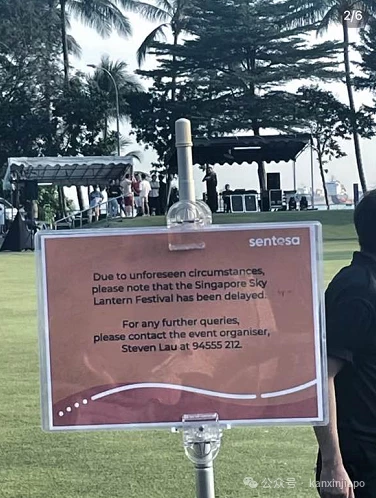 2/6
sentosa
Due to unforeseen circumstances,
please note that the Singapore Sky
Lantern Festival has been delayed.
For any further queries,
please contact the event organiser,
Steven Lau at 94555 212.
公众号 kanxinjiapo